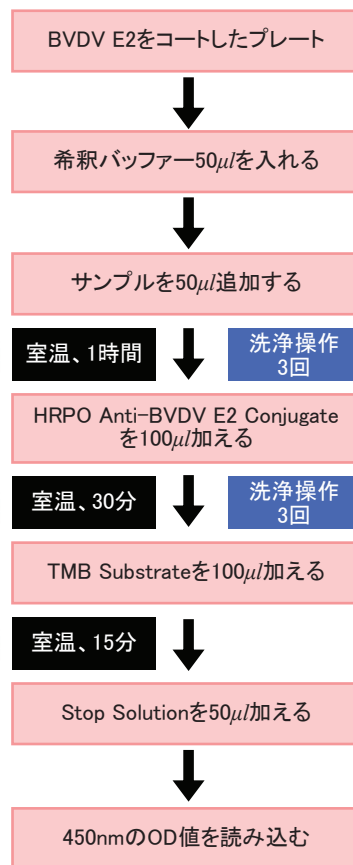 BVDV E2をコートしたプレート
希釈バッファー50μlを入れる
サンプルを50μl追加する
室温、1時間
洗浄操作
3回
HRPO Anti-BVDV E2 Conjugate
を100μl加える
室温、30分
洗浄操作
3回
TMB Substrateを100μl加える
室温、15分
Stop Solutionを50μl加える
450nmのOD値を読み込む